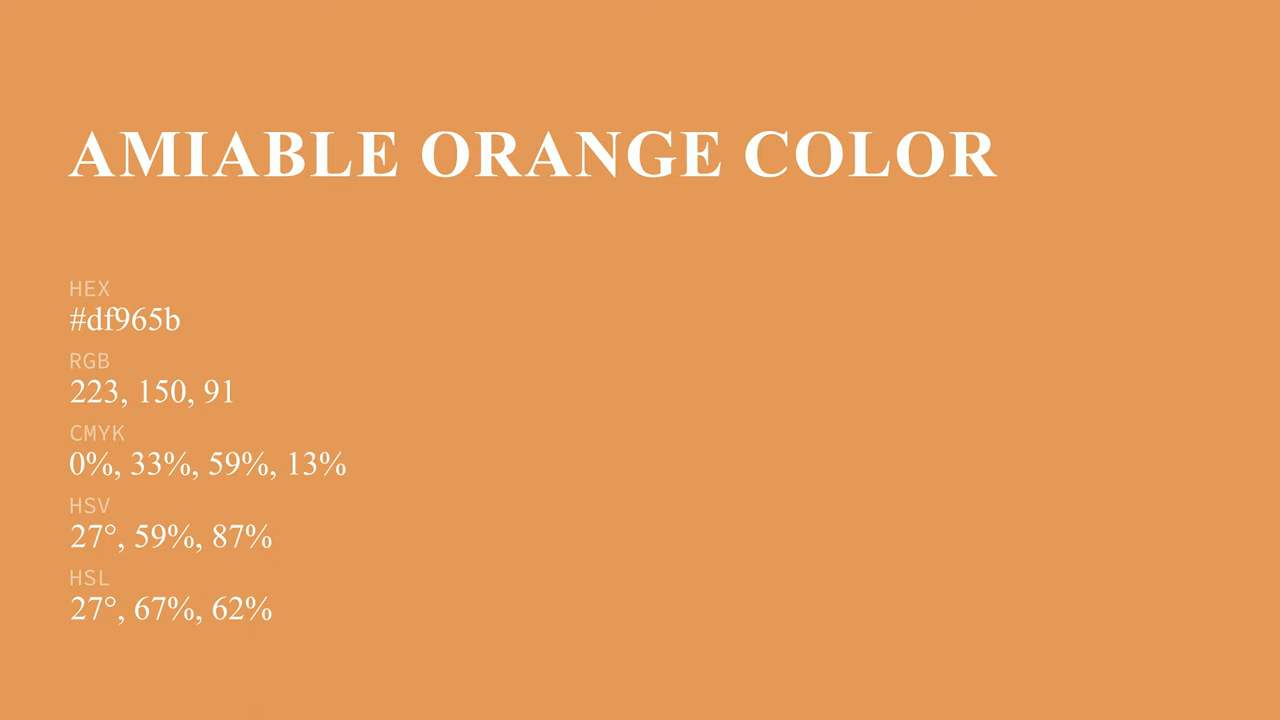 AMIABLE ORANGE COLOR
HEX
#df965b
RGB
223, 150, 91
CMYK
0%, 33%, 59%, 13%
HSV
27°, 59%, 87%
HSL
27°, 67%, 62%